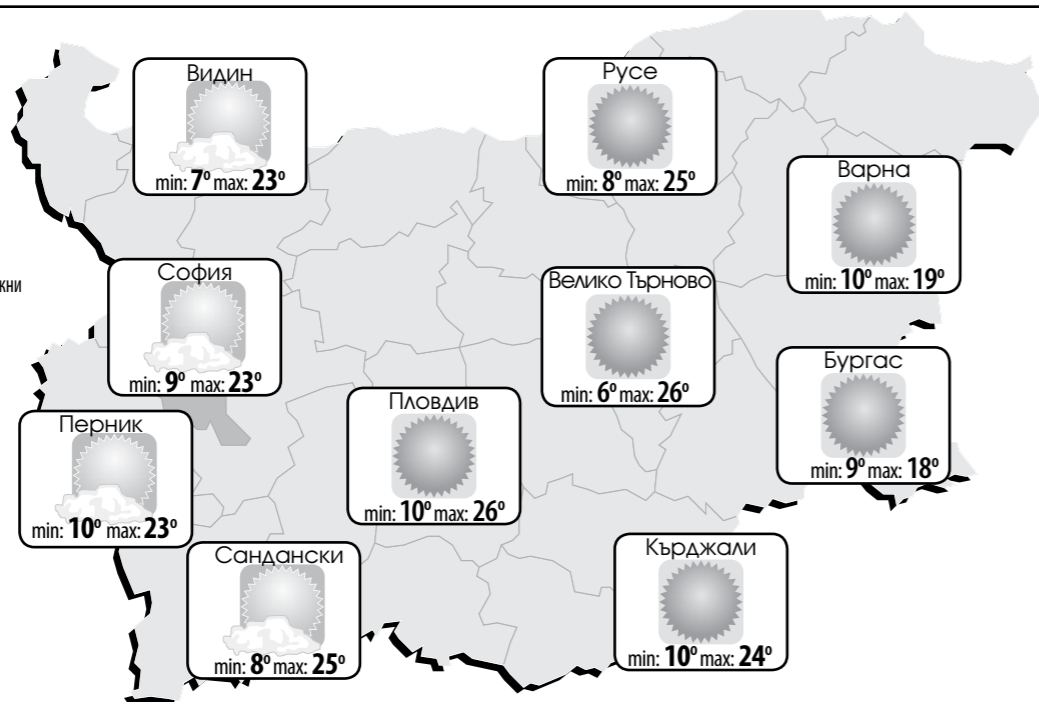 Видин
min: 7° max: 23°
Русе
min: 8° max: 25°
Варна
min: 10° max: 19°
София
min: 9° max: 23°
Велико Търново
min: 6° max: 26°
Бургас
min: 9° max: 18°
Пловдив
min: 10° max: 26°
Перник
min: 10° max: 23°
Сандански
min: 8° max: 25°
Кърджали
min: 10° max: 24°